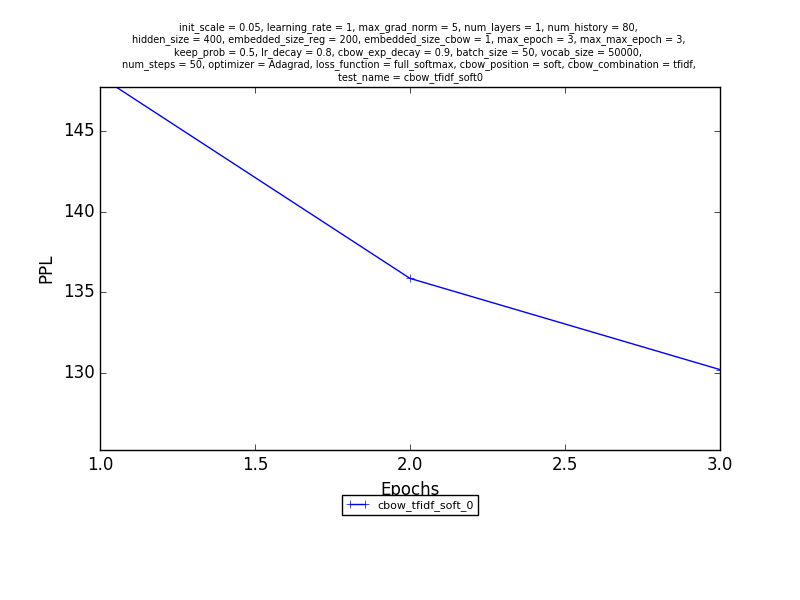 init_scale = 0.05, learning_rate = 1, max_grad_norm = 5, num_layers = 1, num_history = 80,
hidden_size = 400, embedded_size_reg = 200, embedded_size_cbow = 1, max_epoch = 3, max_max_epoch = 3,
keep_prob = 0.5, lr_decay = 0.8, cbow_exp_decay = 0.9, batch_size = 50, vocab_size = 50000,
num_steps = 50, optimizer = Adagrad, loss_function = full_softmax, cbow_position = soft, cbow_combination = tfidf,
test_name = cbow_tfidf_soft0
145
140
135
130
PPL
1.0 1.5 2.0 2.5 3.0
Epochs
cbow_tfidf_soft_0